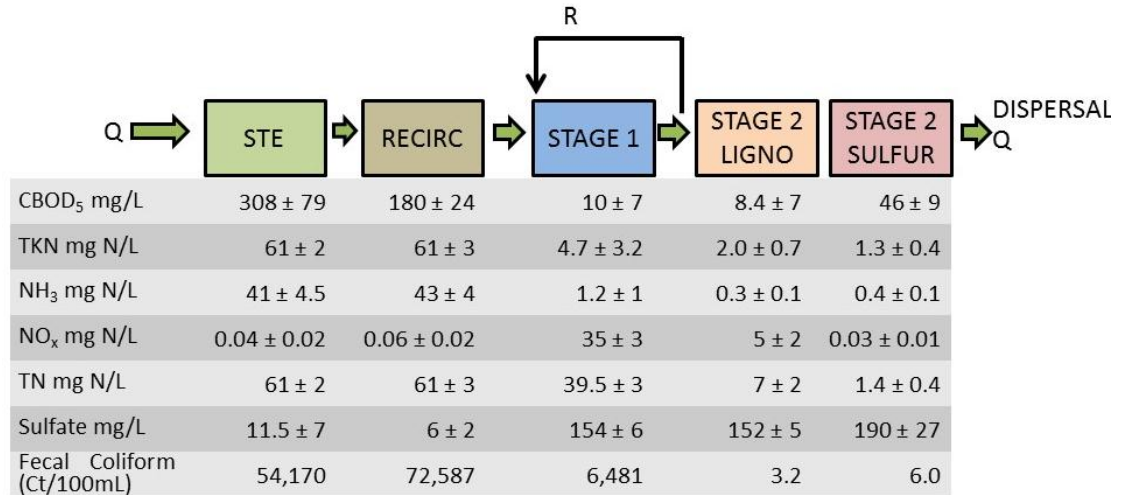 R
Q
STE
RECIRC
STAGE 1
STAGE 2
LIGNO
STAGE 2
SULFUR
DISPERSAL
Q
CBOD₅ mg/L 308 ± 79 180 ± 24 10 ± 7 8.4 ± 7 46 ± 9
TKN mg N/L 61 ± 2 61 ± 3 4.7 ± 3.2 2.0 ± 0.7 1.3 ± 0.4
NH₃ mg N/L 41 ± 4.5 43 ± 4 1.2 ± 1 0.3 ± 0.1 0.4 ± 0.1
NOₓ mg N/L 0.04 ± 0.02 0.06 ± 0.02 35 ± 3 5 ± 2 0.03 ± 0.01
TN mg N/L 61 ± 2 61 ± 3 39.5 ± 3 7 ± 2 1.4 ± 0.4
Sulfate mg/L 11.5 ± 7 6 ± 2 154 ± 6 152 ± 5 190 ± 27
Fecal Coliform
(Ct/100mL) 54,170 72,587 6,481 3.2 6.0